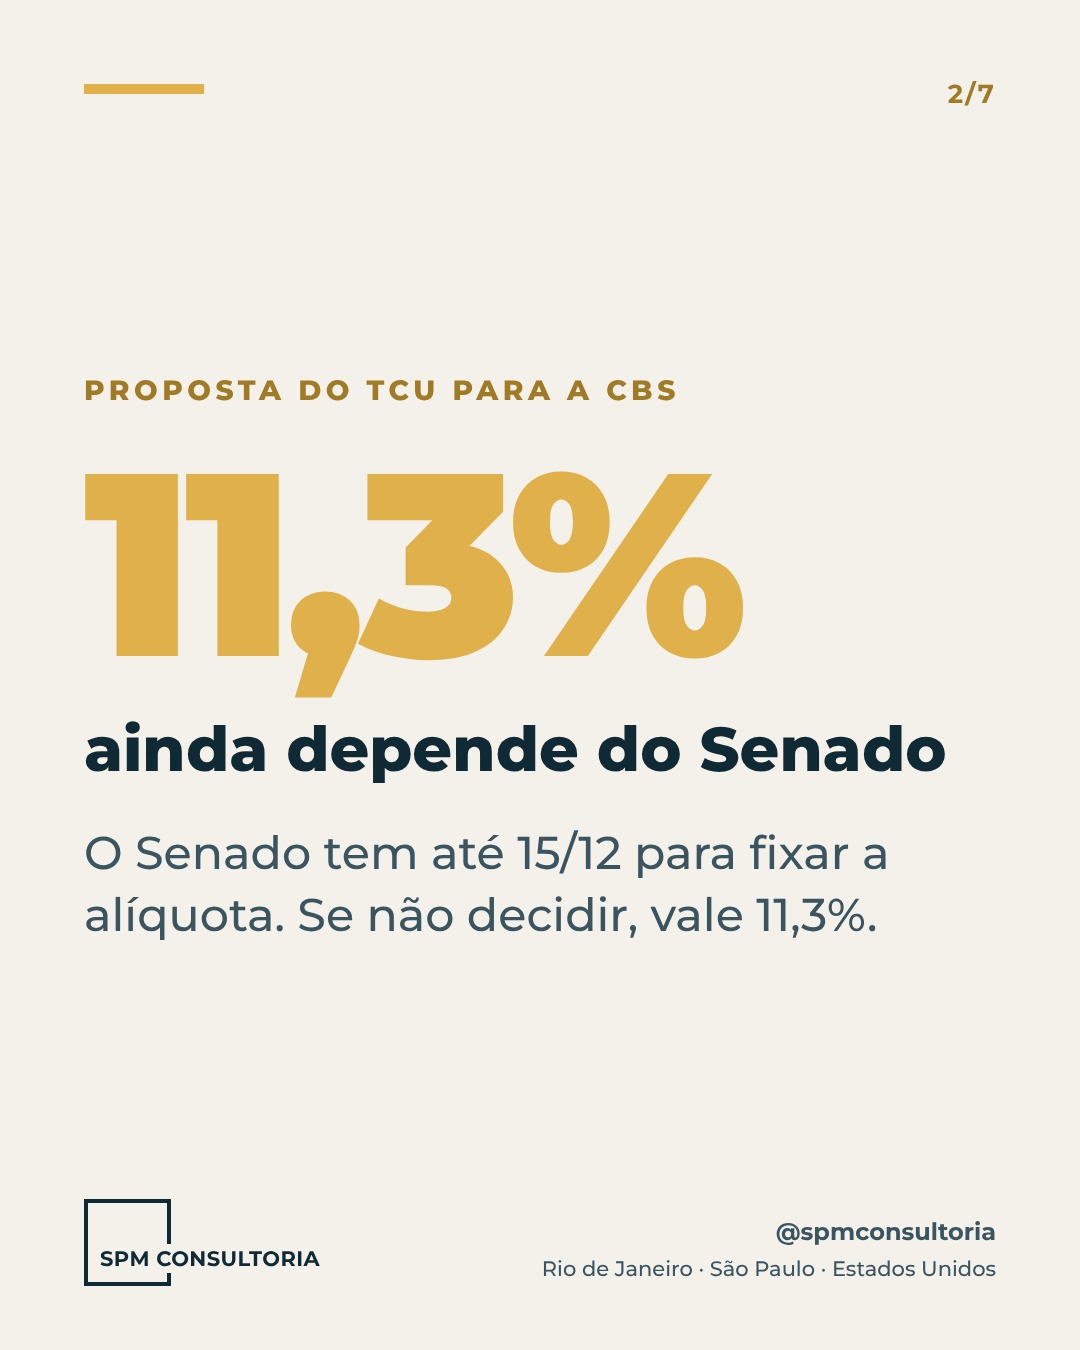 2/7
PROPOSTA DO TCU PARA A CBS
11,3%
ainda depende do Senado
O Senado tem até 15/12 para fixar a
alíquota. Se não decidir, vale 11,3%.
SPM CONSULTORIA
@spmconsultoria
Rio de Janeiro · São Paulo · Estados Unidos